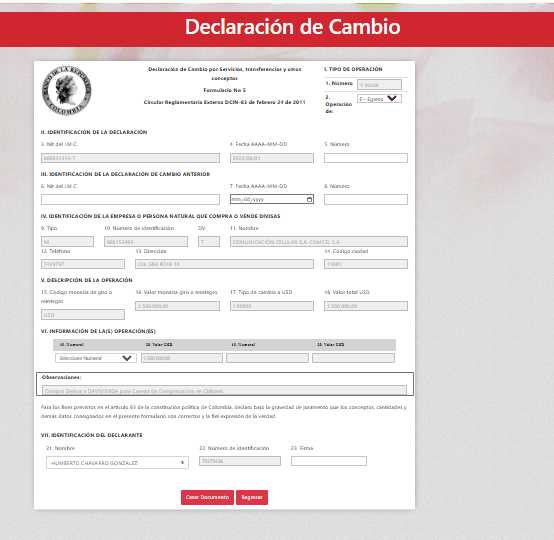 Declaración de Cambio
BANCO DE LA REPUBLICA
COLOMBIA
Declaración de Cambio por Servicios, transferencias y otros
conceptos
Formulario No 5
Circular Reglamentaria Externa DCIN-83 de febrero 24 de 2011
I. TIPO DE OPERACIÓN
1. Número
1 Inicial
2.
Operación
de:
E - Egreso
II. IDENTIFICACIÓN DE LA DECLARACIÓN
3. Nit del I.M.C.
4. Fecha AAAA-MM-DD
5. Número
860034313-7
2022/06/01
III. IDENTIFICACIÓN DE LA DECLARACIÓN DE CAMBIO ANTERIOR
6. Nit del I.M.C.
7. Fecha AAAA-MM-DD
8. Número
mm/dd/yyyy
IV. IDENTIFICACIÓN DE LA EMPRESA O PERSONA NATURAL QUE COMPRA O VENDE DIVISAS
9. Tipo
10. Número de identificación
DV.
11. Nombre
NI
800153993
7
COMUNICACIÓN CELULAR S.A. COMCEL S.A
12. Teléfono
13. Dirección
14. Código ciudad
7429797
Cra. 68A #24B 10
11001
V. DESCRIPCIÓN DE LA OPERACIÓN
15. Código moneda de giro o
reintegro
16. Valor moneda giro o reintegro
17. Tipo de cambio a USD
18. Valor total USD
USD
1.500.000,00
1.00000
1.500.000,00
VI. INFORMACIÓN DE LA(S) OPERACIÓN(ES)
19. Numeral
20. Valor USD
19. Numeral
20. Valor USD
Seleccione Numeral
1.500.000,00
Observaciones:
Compra Divisas a DAVIVIENDA para Cuenta de Compensacion en Citibank.
Para los fines previstos en el artículo 83 de la constitución política de Colombia, declaro bajo la gravedad de juramento que los conceptos, cantidades y
demás datos consignados en el presente formulario son correctos y la fiel expresión de la verdad.
VII. IDENTIFICACIÓN DEL DECLARANTE
21. Nombre
22. Número de identificación
23. Firma
HUMBERTO CHAVARRO GONZALEZ
Crear Documento
Regresar